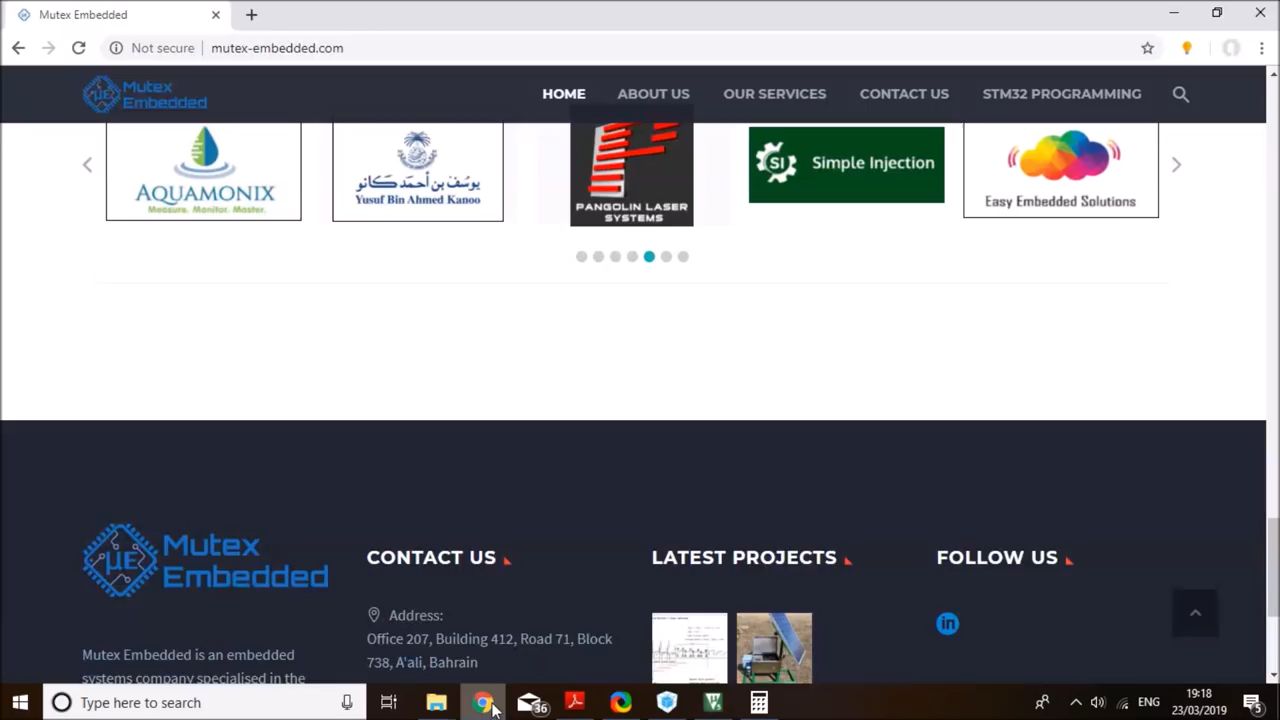 Mutex Embedded
Not secure
mutex-embedded.com
Mutex
Embedded
HOME
ABOUT US
OUR SERVICES
CONTACT US
STM32 PROGRAMMING
AQUAMONIX
Measure. Monitor. Master.
يوسف بن أحمد كانو
Yusuf Bin Ahmed Kanoo
PANGOLIN LASER
SYSTEMS
SI
Simple Injection
Easy Embedded Solutions
µE
Mutex
Embedded
Mutex Embedded is an embedded
systems company specialised in the
CONTACT US
Address:
Office 207, Building 412, Road 71, Block
738, A'ali, Bahrain
LATEST PROJECTS
FOLLOW US
in
Type here to search
36
ENG
19:18
23/03/2019
5